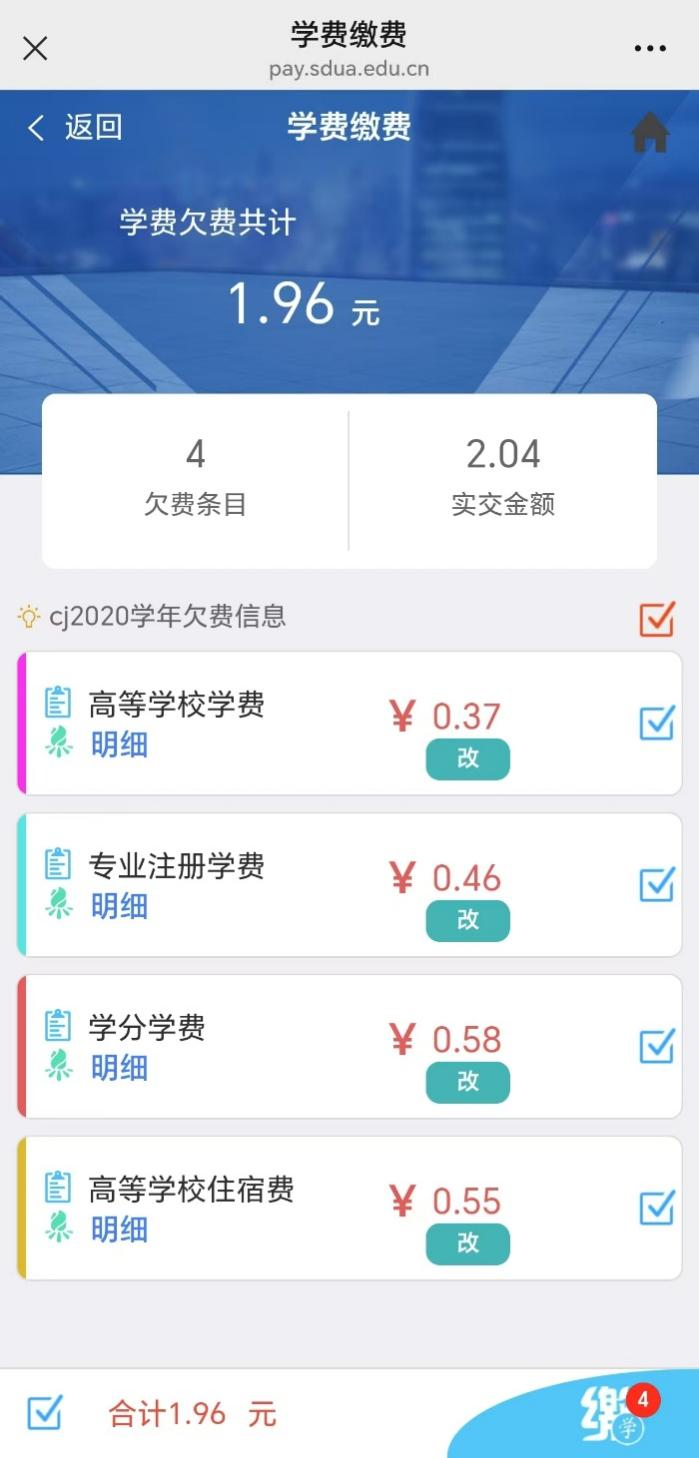 学费缴费
pay.sdua.edu.cn
返回
学费缴费
学费欠费共计
1.96 元
4
欠费条目
2.04
实交金额
cj2020学年欠费信息
高等学校学费
¥ 0.37
明细
改
专业注册学费
¥ 0.46
明细
改
学分学费
¥ 0.58
明细
改
高等学校住宿费
¥ 0.55
明细
改
合计1.96 元
缴
学
4